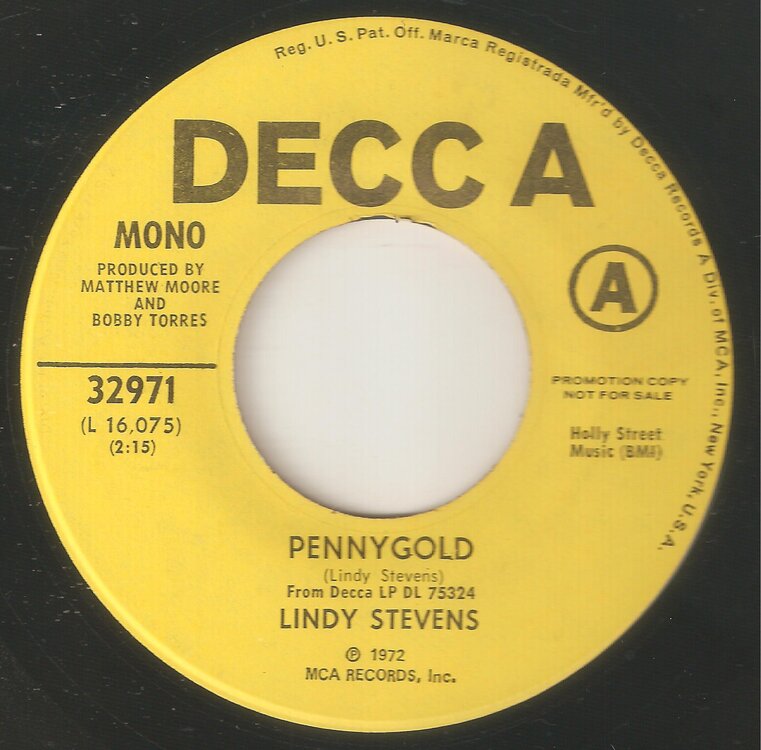 Reg. U.S. Pat. Off. Marca Registrada Mfr'd by Decca Records A Div. of MCA, Inc., New York, U.S.A.
DECCA
MONO
PRODUCED BY
MATTHEW MOORE
AND
BOBBY TORRES
A
32971
(L 16,075)
(2:15)
PROMOTION COPY
NOT FOR SALE
Holly Street
Music (BMI)
PENNYGOLD
(Lindy Stevens)
From Decca LP DL 75324
LINDY STEVENS
℗ 1972
MCA RECORDS, Inc.